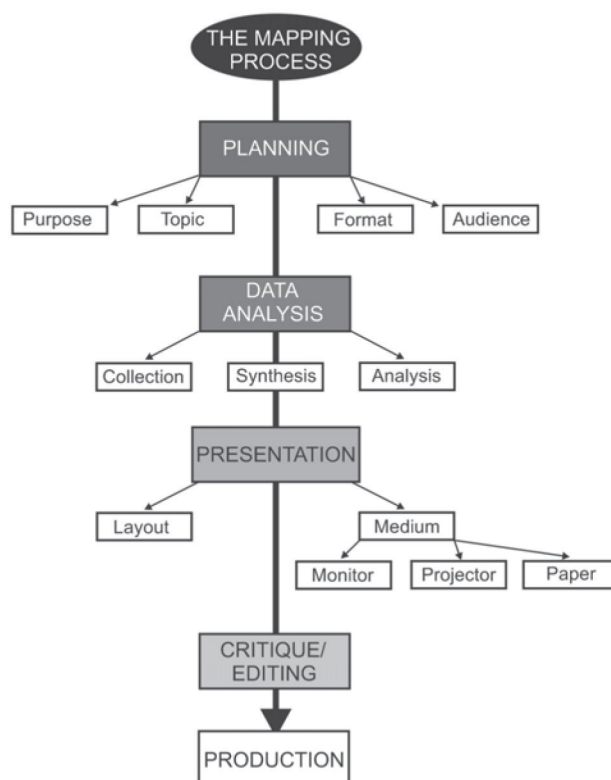 THE MAPPING
PROCESS
PLANNING
Purpose
Topic
Format
Audience
DATA
ANALYSIS
Collection
Synthesis
Analysis
PRESENTATION
Layout
Medium
Monitor
Projector
Paper
CRITIQUE/
EDITING
PRODUCTION